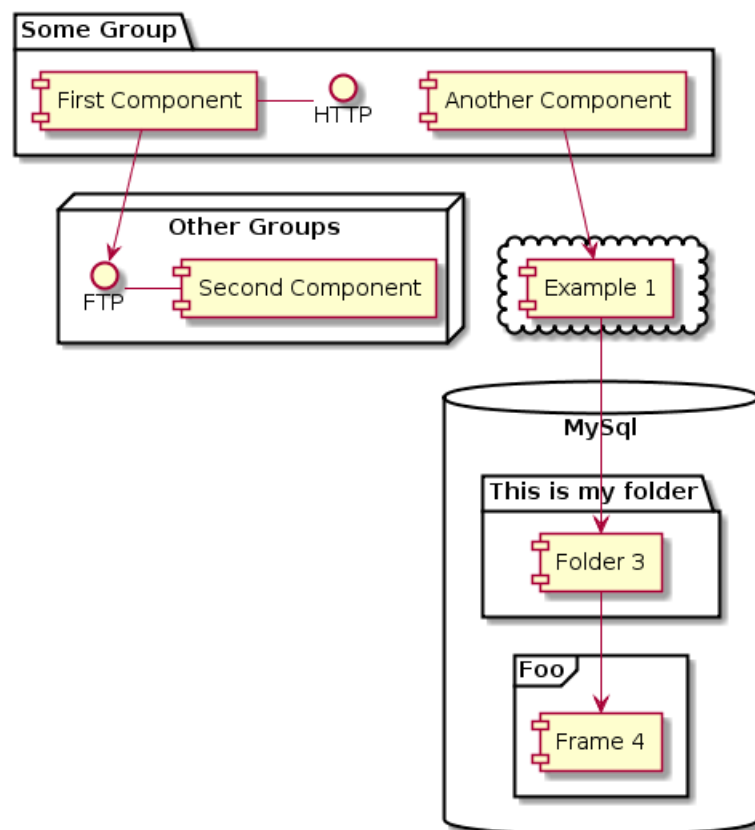 Some Group
First Component
HTTP
Another Component
Other Groups
FTP
Second Component
Example 1
MySql
This is my folder
Folder 3
Foo
Frame 4